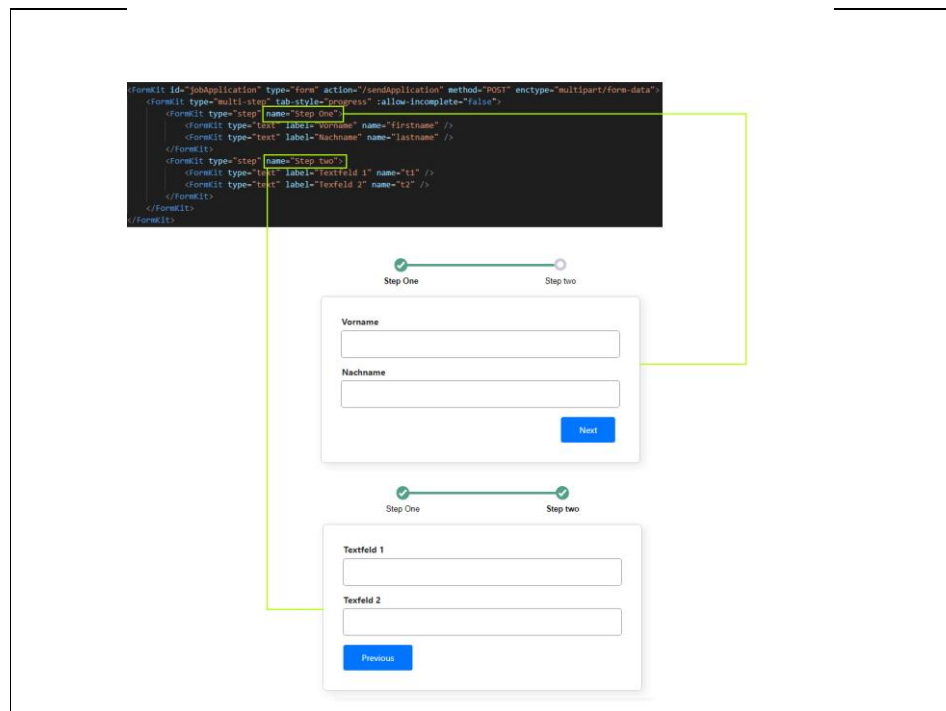 <FormKit id="jobApplication" type="form" action="/sendApplication" method="POST" enctype="multipart/form-data">
<FormKit type="multi-step" tab-style="progress" :allow-incomplete="false">
<FormKit type="step" name="Step One">
<FormKit type="text" label="Vorname" name="firstname" />
<FormKit type="text" label="Nachname" name="lastname" />
</FormKit>
<FormKit type="step" name="Step two">
<FormKit type="text" label="Textfeld 1" name="t1" />
<FormKit type="text" label="Texfeld 2" name="t2" />
</FormKit>
</FormKit>
</FormKit>
Step One Step two
Vorname
Nachname
Next
Step One Step two
Textfeld 1
Texfeld 2
Previous